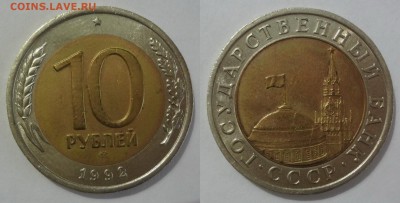 COINS.LAVE.RU
10
РУБЛЕЙ
1992
ГОСУДАРСТВЕННЫЙ БАНК
СССР